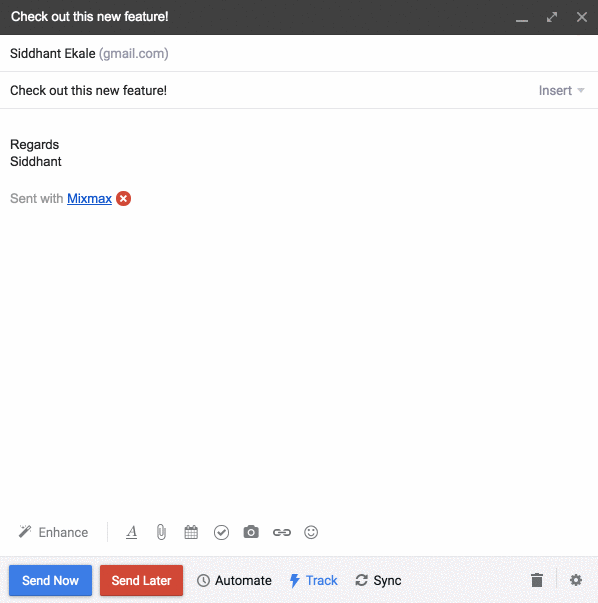 Check out this new feature!
Siddhant Ekale (gmail.com)
Check out this new feature! Insert
Regards
Siddhant
Sent with Mixmax
Enhance
Send Now Send Later Automate Track Sync